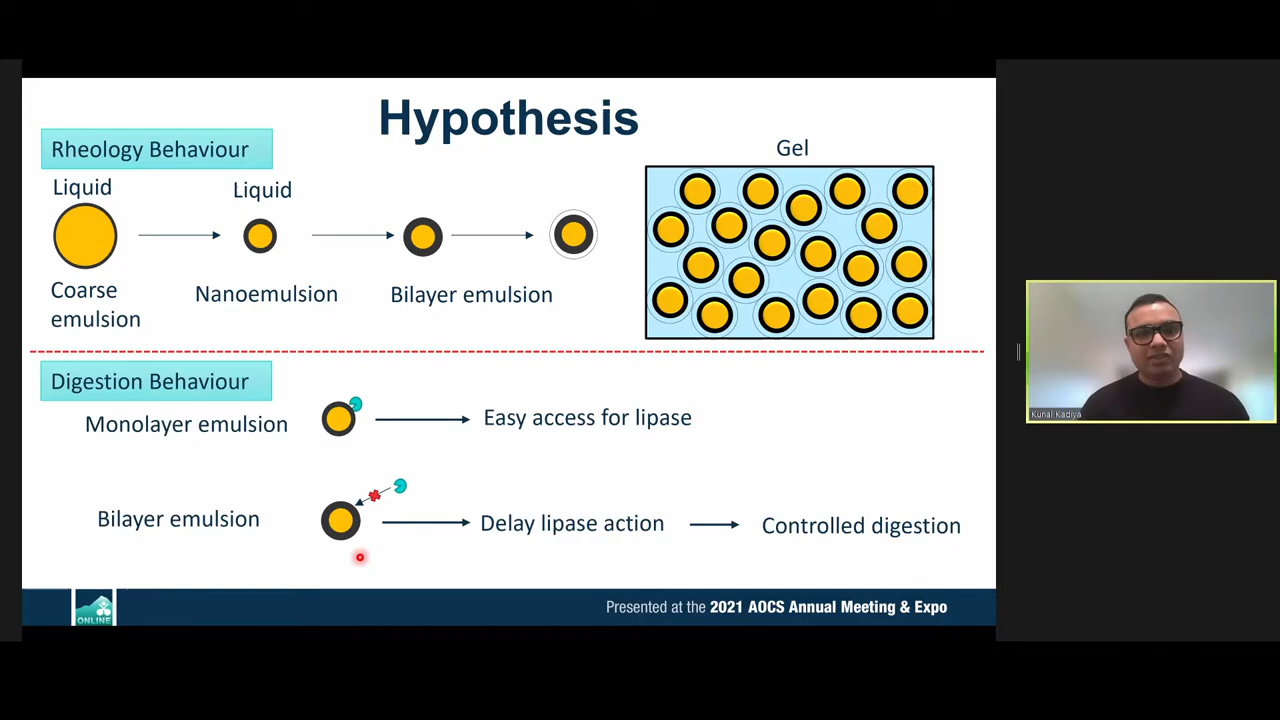 Hypothesis
Rheology Behaviour
Gel
Liquid
Liquid
Coarse
emulsion
Nanoemulsion
Bilayer emulsion
Digestion Behaviour
Monolayer emulsion
Easy access for lipase
Bilayer emulsion
Delay lipase action
Controlled digestion
ONLINE
Presented at the 2021 AOCS Annual Meeting & Expo
Kunal Kadiya